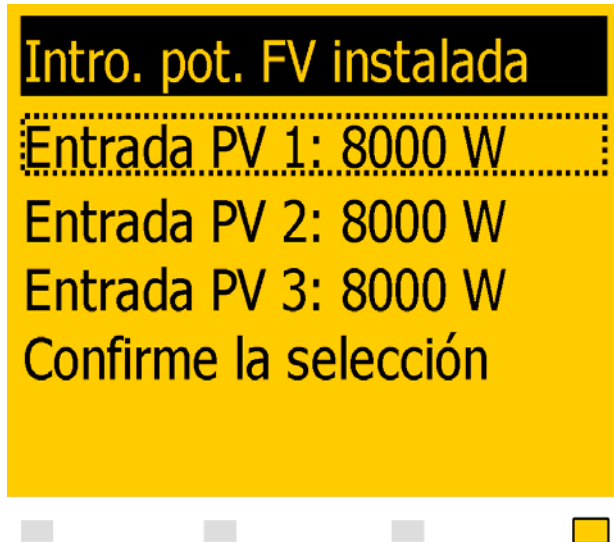 Intro. pot. FV instalada
Entrada PV 1: 8000 W
Entrada PV 2: 8000 W
Entrada PV 3: 8000 W
Confirme la selección